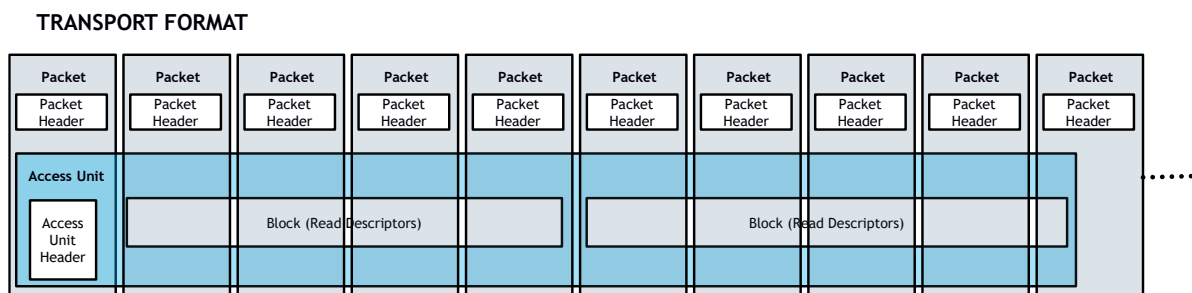 TRANSPORT FORMAT
Packet Packet Packet Packet Packet Packet Packet Packet Packet Packet
Packet Packet Packet Packet Packet Packet Packet Packet Packet Packet
Header Header Header Header Header Header Header Header Header Header
Access Unit
Access
Unit
Header
Block (Read Descriptors) Block (Read Descriptors)